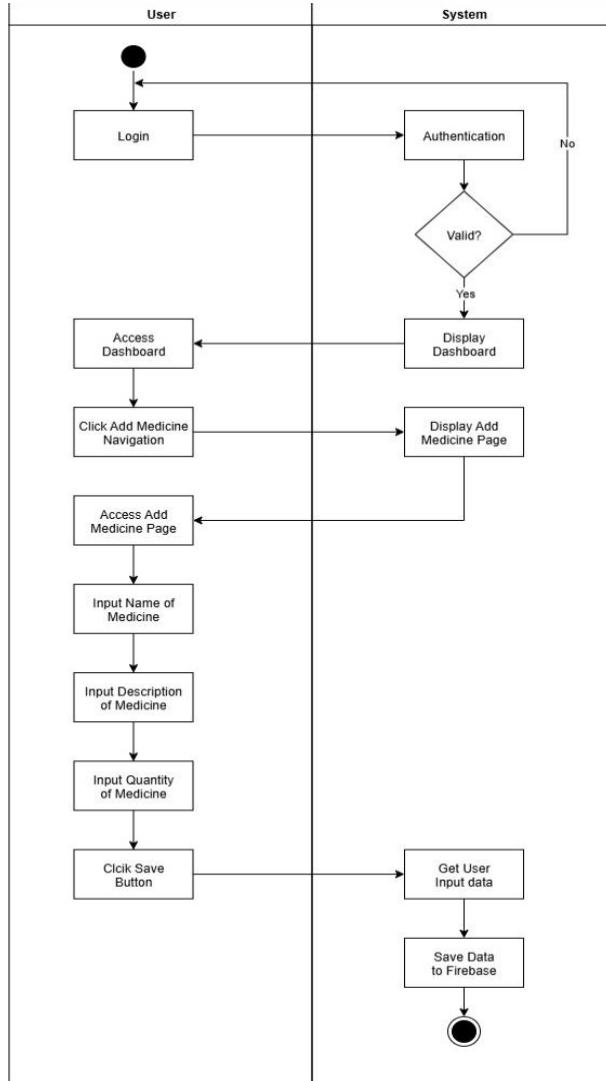 User
System
Login
Authentication
No
Valid?
Yes
Access
Dashboard
Display
Dashboard
Click Add Medicine
Navigation
Display Add
Medicine Page
Access Add
Medicine Page
Input Name of
Medicine
Input Description
of Medicine
Input Quantity
of Medicine
Clcik Save
Button
Get User
Input data
Save Data
to Firebase